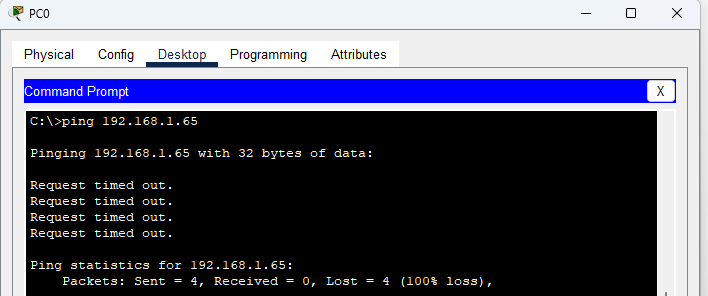 PC0
Physical Config Desktop Programming Attributes
Command Prompt X
C:\>ping 192.168.1.65
Pinging 192.168.1.65 with 32 bytes of data:
Request timed out.
Request timed out.
Request timed out.
Request timed out.
Ping statistics for 192.168.1.65:
Packets: Sent = 4, Received = 0, Lost = 4 (100% loss),